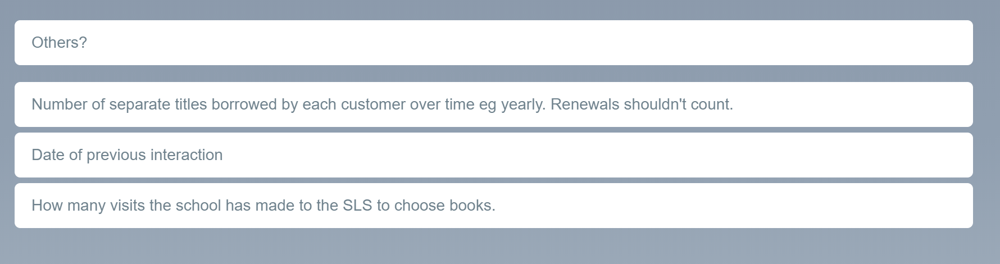 Others?
Number of separate titles borrowed by each customer over time eg yearly. Renewals shouldn't count.
Date of previous interaction
How many visits the school has made to the SLS to choose books.